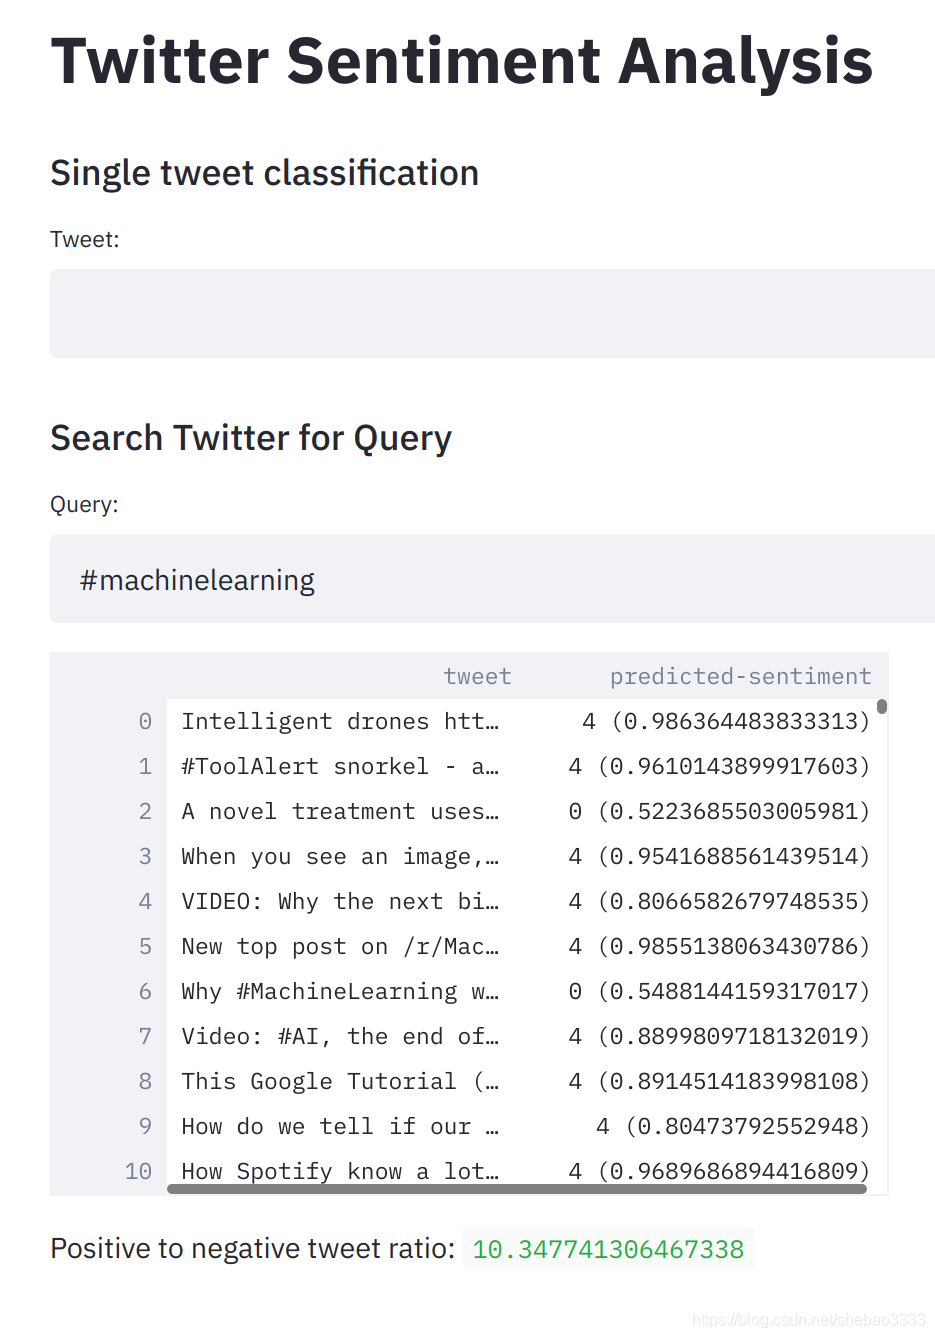 Twitter Sentiment Analysis
Single tweet classification
Tweet:
Search Twitter for Query
Query:
#machinelearning
tweet predicted-sentiment
0 Intelligent drones htt… 4 (0.986364483833313)
1 #ToolAlert snorkel - a… 4 (0.9610143899917603)
2 A novel treatment uses… 0 (0.5223685503005981)
3 When you see an image,… 4 (0.9541688561439514)
4 VIDEO: Why the next bi… 4 (0.8066582679748535)
5 New top post on /r/Mac… 4 (0.9855138063430786)
6 Why #MachineLearning w… 0 (0.5488144159317017)
7 Video: #AI, the end of… 4 (0.8899809718132019)
8 This Google Tutorial (… 4 (0.8914514183998108)
9 How do we tell if our … 4 (0.80473792552948)
10 How Spotify know a lot… 4 (0.9689686894416809)
Positive to negative tweet ratio: 10.347741306467338
https://blog.csdn.net/shebao3333